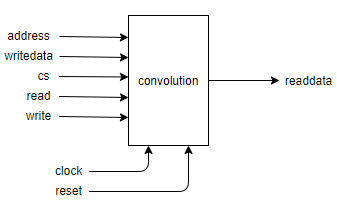 address
writedata
cs
read
write
convolution
readdata
clock
reset